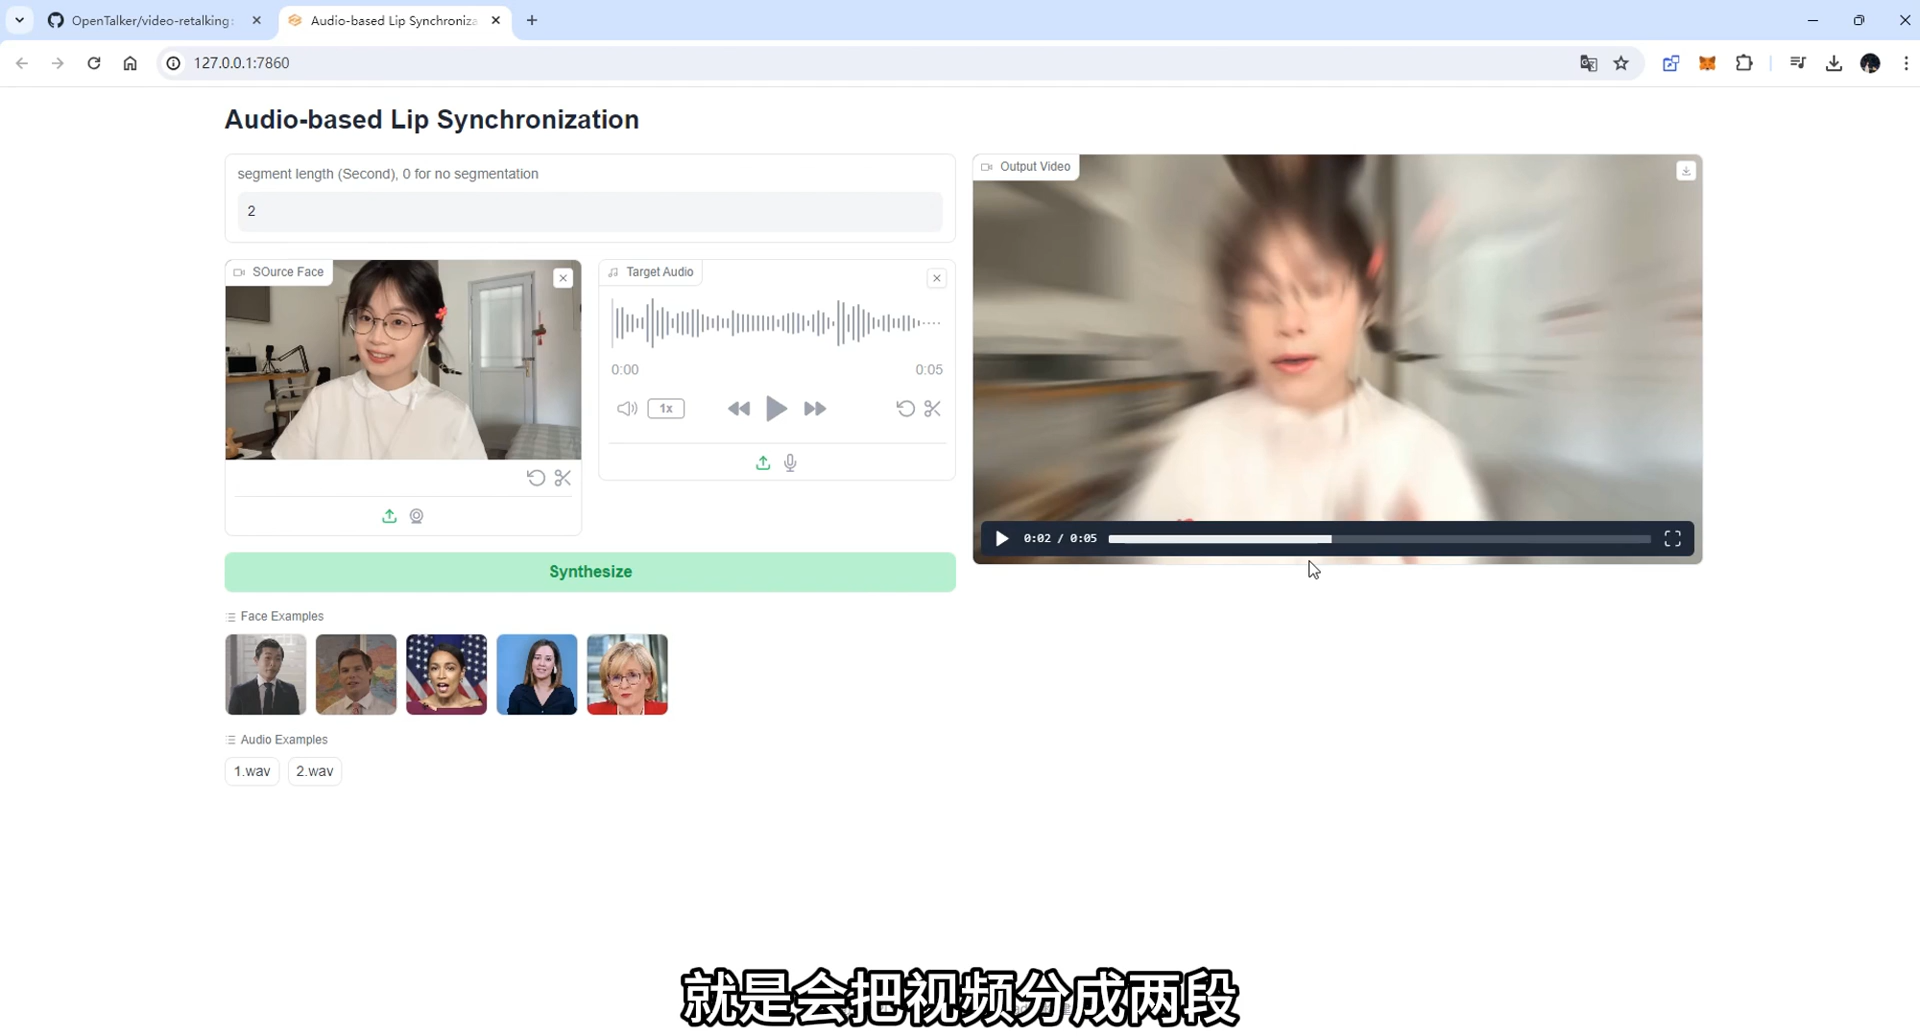 OpenTalker/video-retalking:
Audio-based Lip Synchroniza
127.0.0.1:7860
Audio-based Lip Synchronization
segment length (Second), 0 for no segmentation
2
SOurce Face
Target Audio
0:00
0:05
1x
Synthesize
Output Video
0:02 / 0:05
Face Examples
Audio Examples
1.wav
2.wav
就是会把视频分成两段